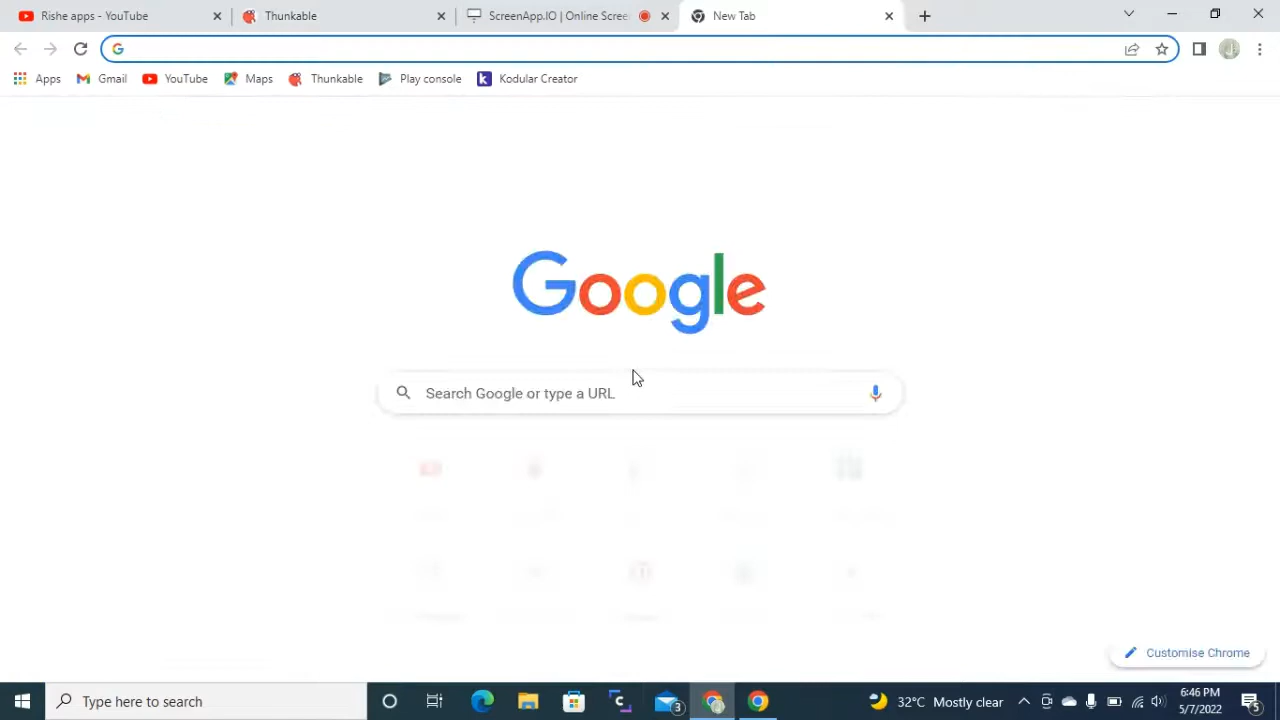 Rishe apps - YouTube
Thunkable
ScreenApp.IO | Online Scree
New Tab
Apps
Gmail
YouTube
Maps
Thunkable
Play console
Kodular Creator
Google
Search Google or type a URL
Customise Chrome
Type here to search
3
32°C Mostly clear
6:46 PM
5/7/2022
5